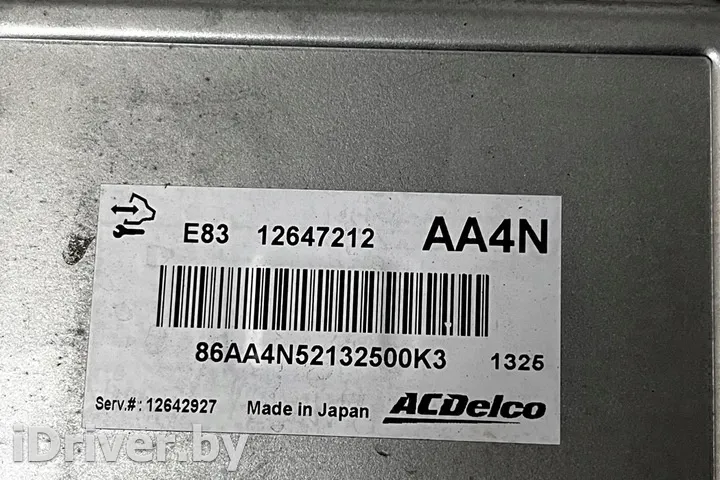 E83 12647212 AA4N
86AA4N52132500K3 1325
Serv.#: 12642927 Made in Japan ACDelco
iDriver.by